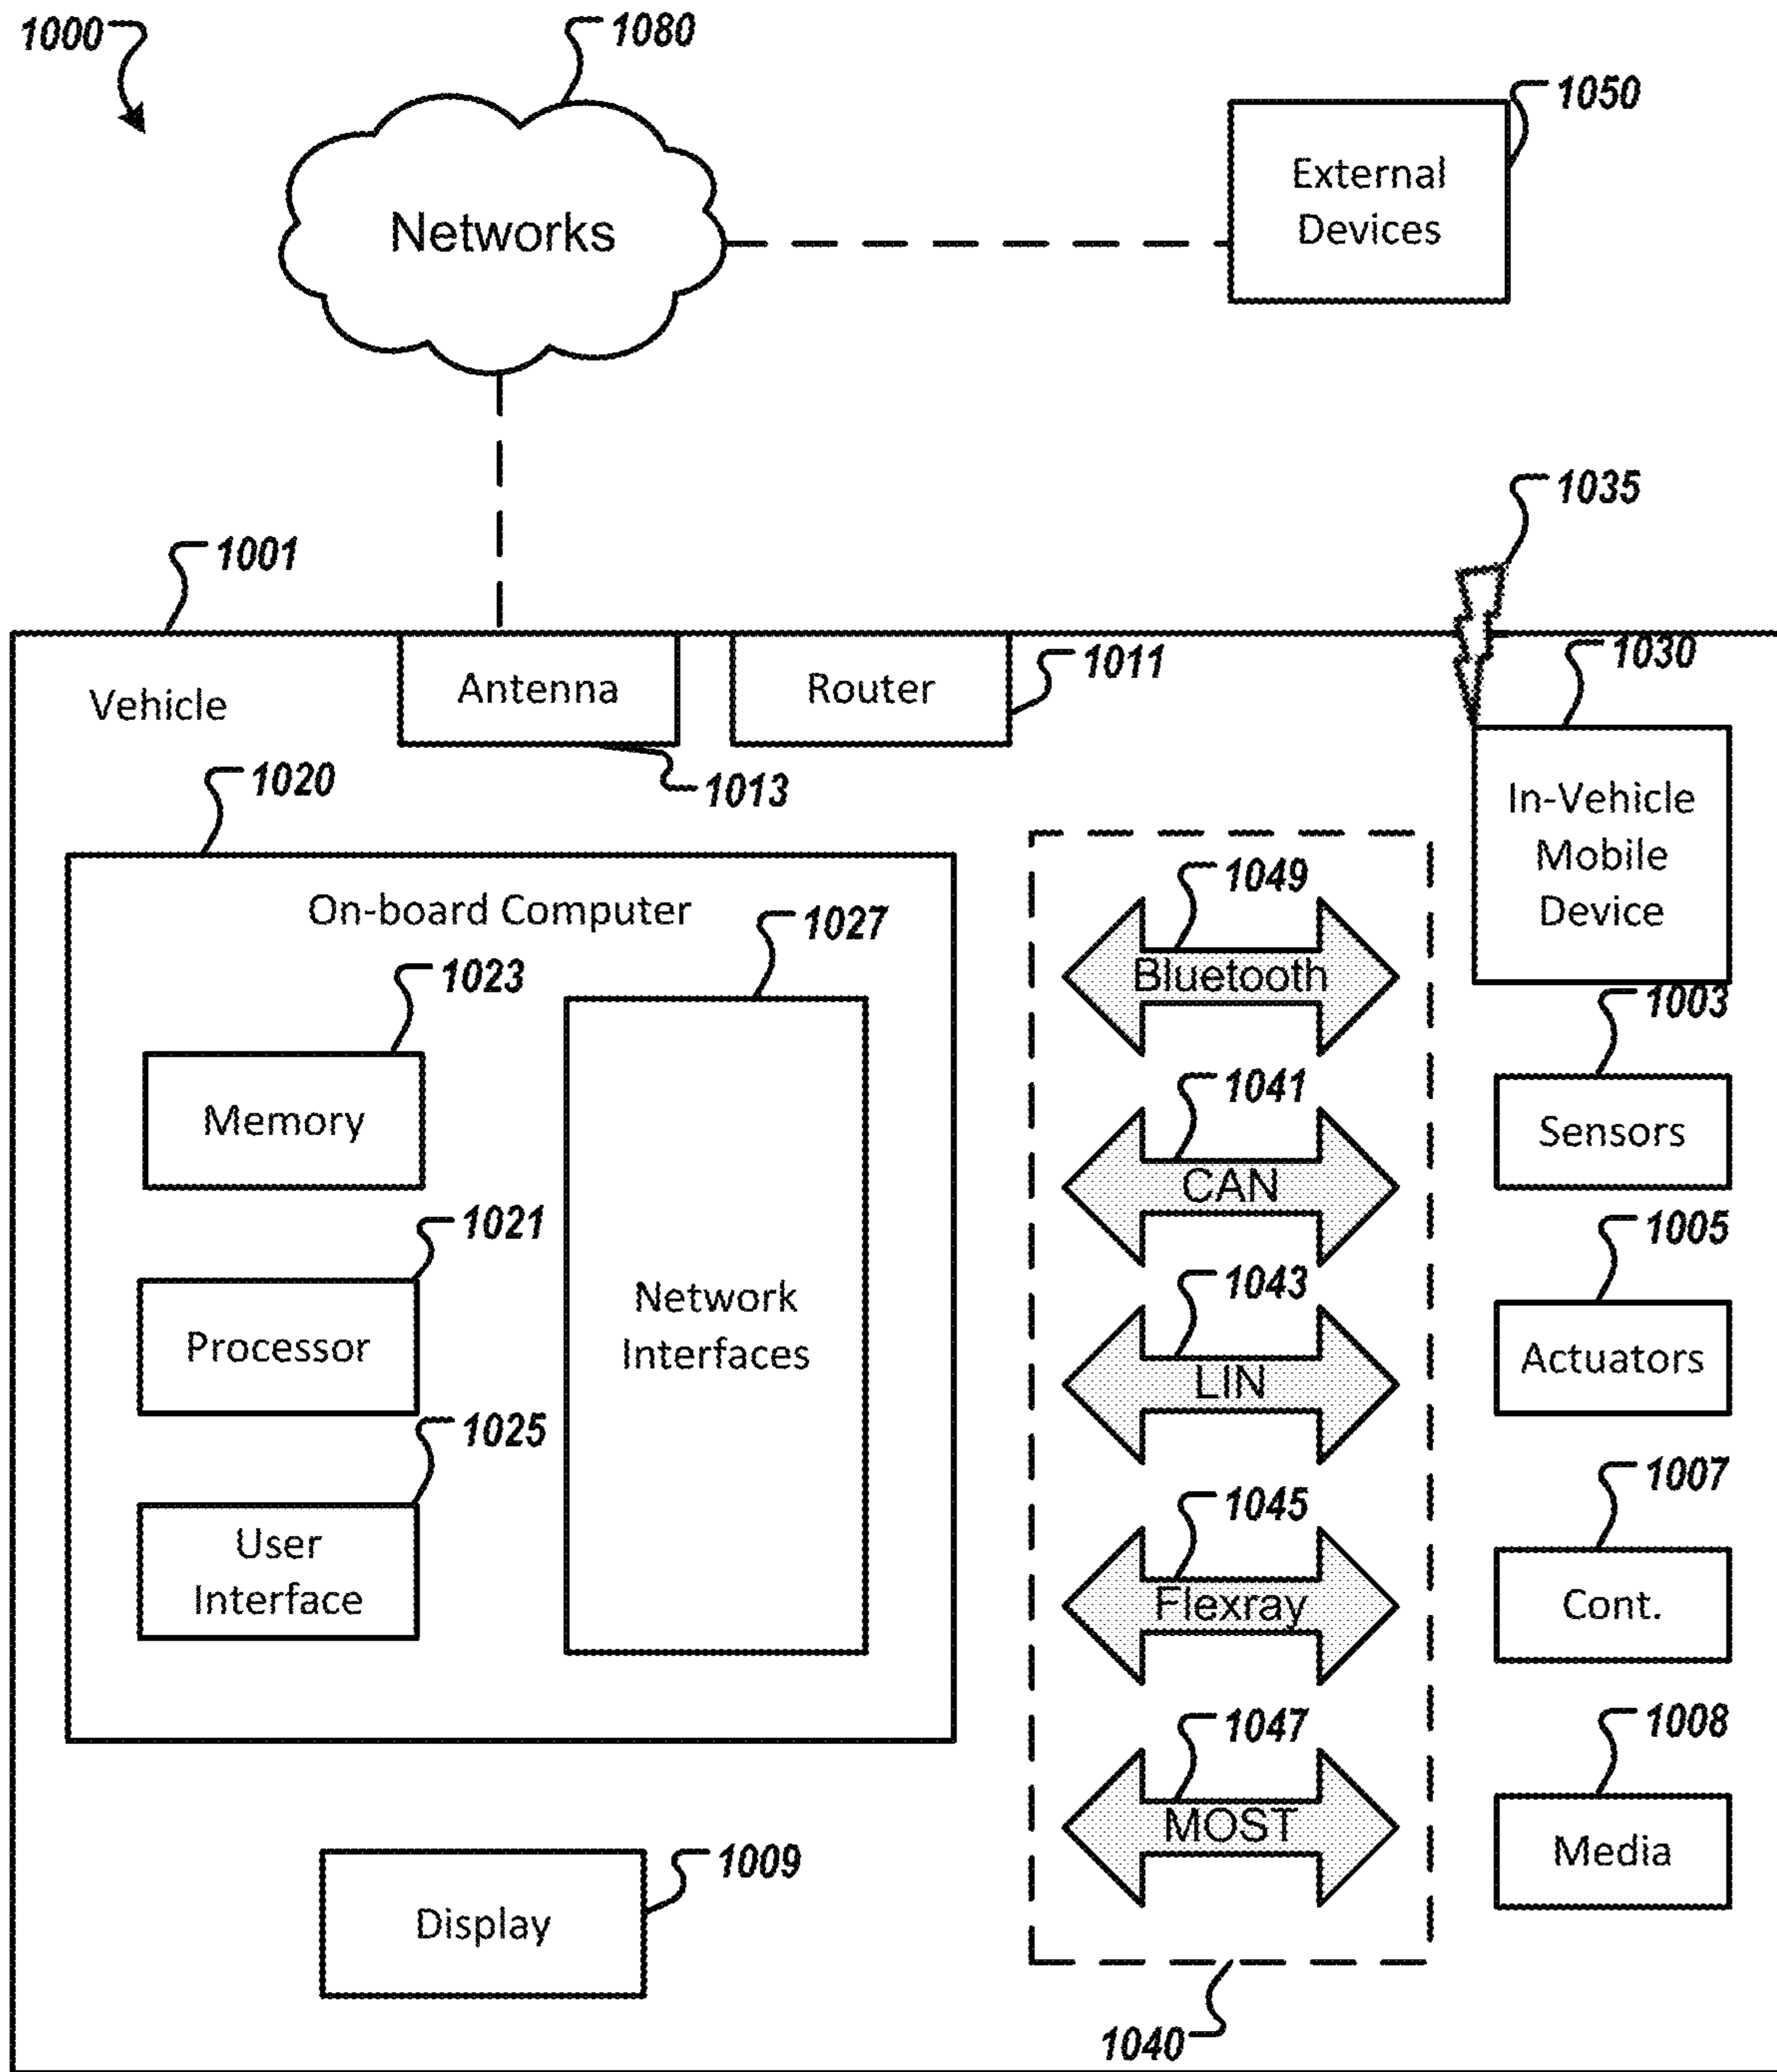 1000
1080
Networks
1050
External
Devices
1035
1001
Vehicle
Antenna
1013
Router
1011
1030
In-Vehicle
Mobile
Device
1020
On-board Computer
1023
Memory
1021
Processor
1025
User
Interface
1027
Network
Interfaces
1049
Bluetooth
1041
CAN
1043
LIN
1045
Flexray
1047
MOST
1040
1003
Sensors
1005
Actuators
1007
Cont.
1008
Media
1009
Display